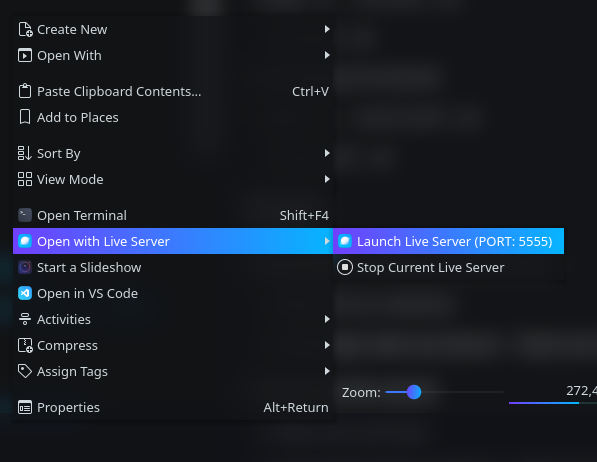 Create New
Open With
Paste Clipboard Contents... Ctrl+V
Add to Places
Sort By
View Mode
Open Terminal Shift+F4
Open with Live Server Launch Live Server (PORT: 5555)
Start a Slideshow Stop Current Live Server
Open in VS Code
Activities
Compress
Assign Tags
Zoom: 272,4
Properties Alt+Return